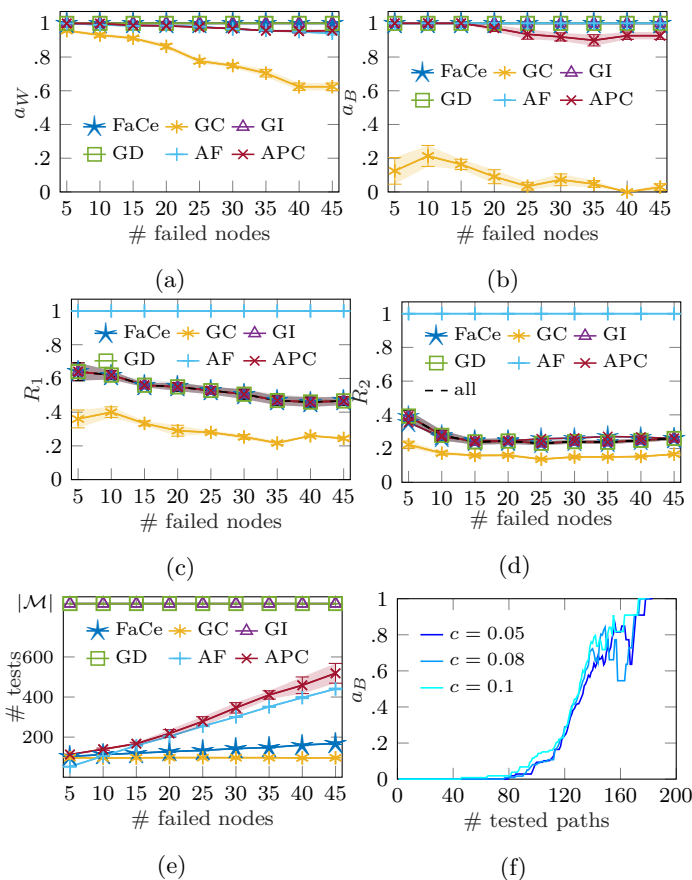 1
.8
.6
.4
.2
0
a_W
FaCe GC GI
GD AF APC
5 10 15 20 25 30 35 40 45
# failed nodes
(a)
1
.8
.6
.4
.2
0
a_B
FaCe GC GI
GD AF APC
5 10 15 20 25 30 35 40 45
# failed nodes
(b)
1
.8
.6
.4
.2
0
R_1
FaCe GC GI
GD AF APC
5 10 15 20 25 30 35 40 45
# failed nodes
(c)
1
.8
.6
.4
.2
0
R_2
FaCe GC GI
GD AF APC
all
5 10 15 20 25 30 35 40 45
# failed nodes
(d)
|ℳ|
600
400
200
# tests
FaCe GC GI
GD AF APC
5 10 15 20 25 30 35 40 45
# failed nodes
(e)
1
.8
.6
.4
.2
0
a_B
c = 0.05
c = 0.08
c = 0.1
0 40 80 120 160 200
# tested paths
(f)